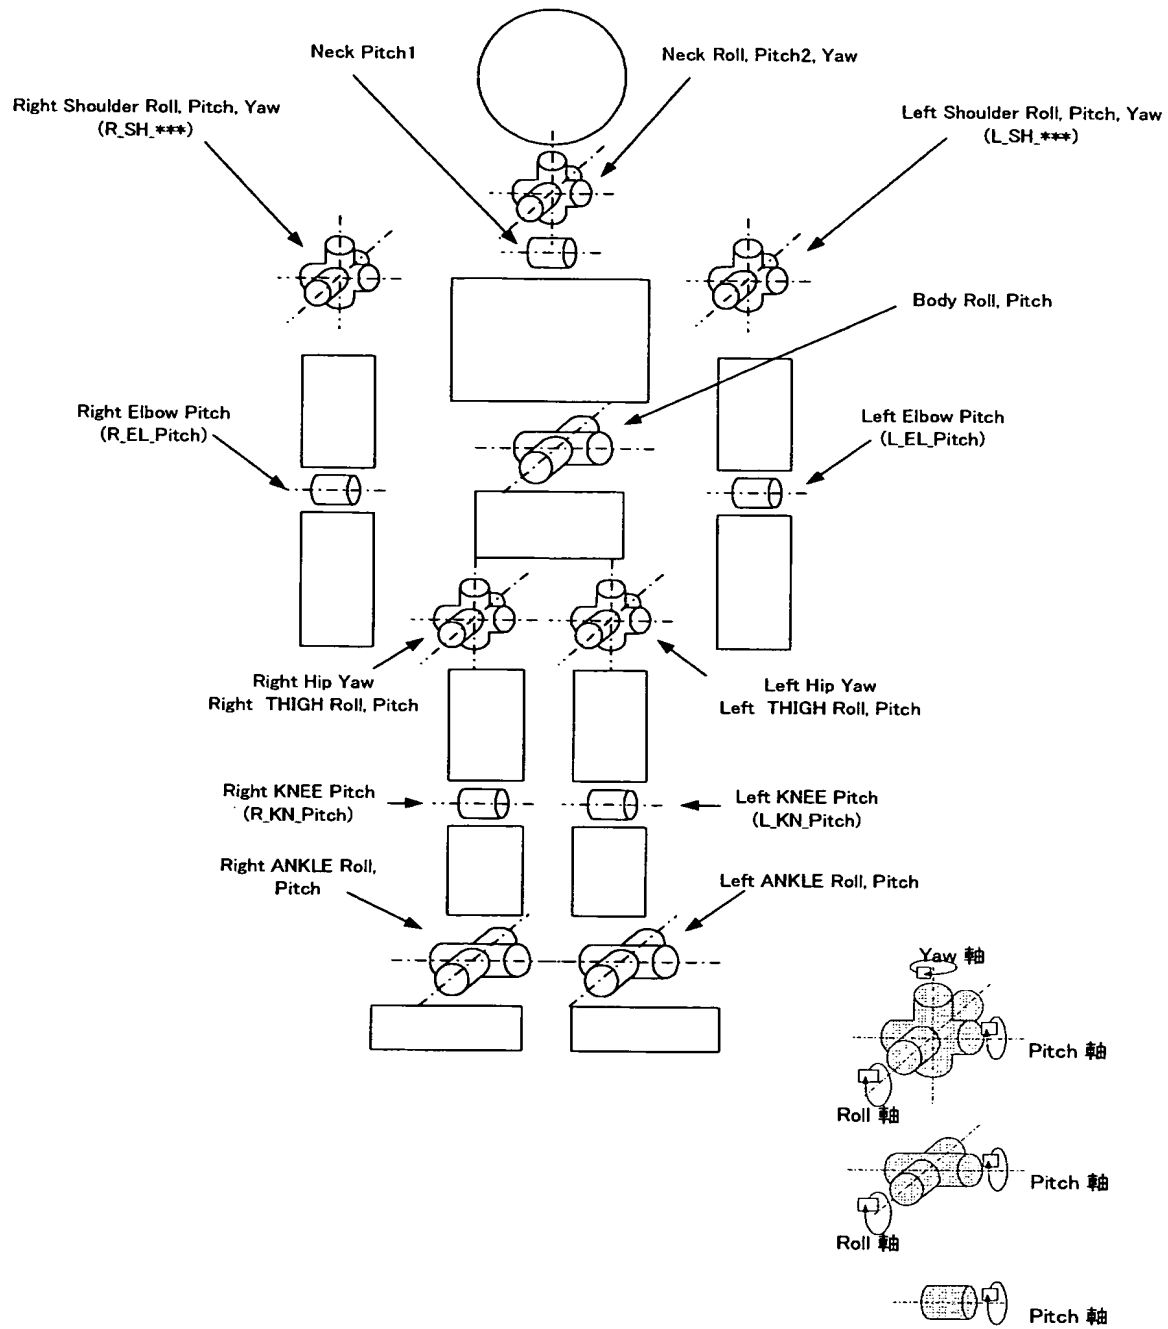 Neck Pitch1
Neck Roll, Pitch2, Yaw
Right Shoulder Roll, Pitch, Yaw
(R_SH_***)
Left Shoulder Roll, Pitch, Yaw
(L_SH_***)
Body Roll, Pitch
Right Elbow Pitch
(R_EL_Pitch)
Left Elbow Pitch
(L_EL_Pitch)
Right Hip Yaw
Right THIGH Roll, Pitch
Left Hip Yaw
Left THIGH Roll, Pitch
Right KNEE Pitch
(R_KN_Pitch)
Left KNEE Pitch
(L_KN_Pitch)
Right ANKLE Roll,
Pitch
Left ANKLE Roll, Pitch
Yaw 軸
Pitch 軸
Roll 軸
Pitch 軸
Roll 軸
Pitch 軸